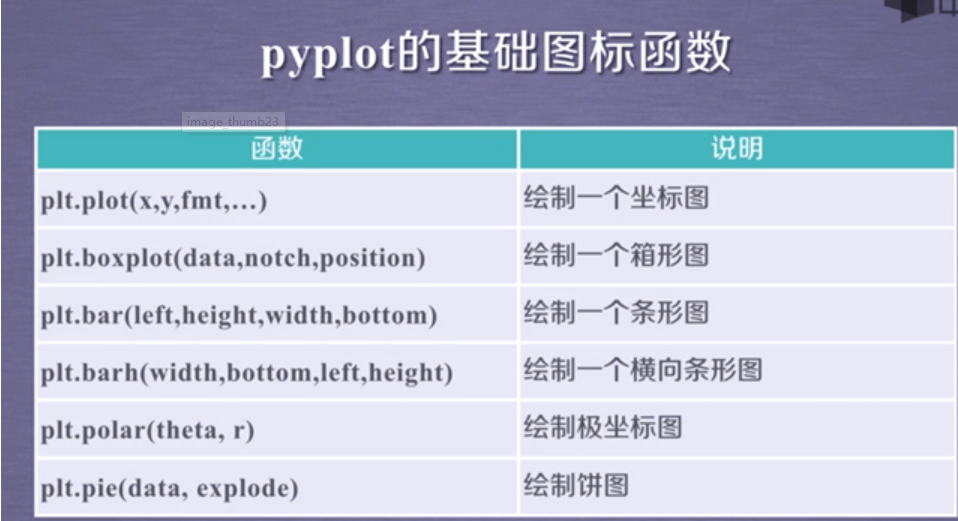 pyplot的基础图标函数
image_thumb23
函数 说明
plt.plot(x,y,fmt,…) 绘制一个坐标图
plt.boxplot(data,notch,position) 绘制一个箱形图
plt.bar(left,height,width,bottom) 绘制一个条形图
plt.barh(width,bottom,left,height) 绘制一个横向条形图
plt.polar(theta, r) 绘制极坐标图
plt.pie(data, explode) 绘制饼图